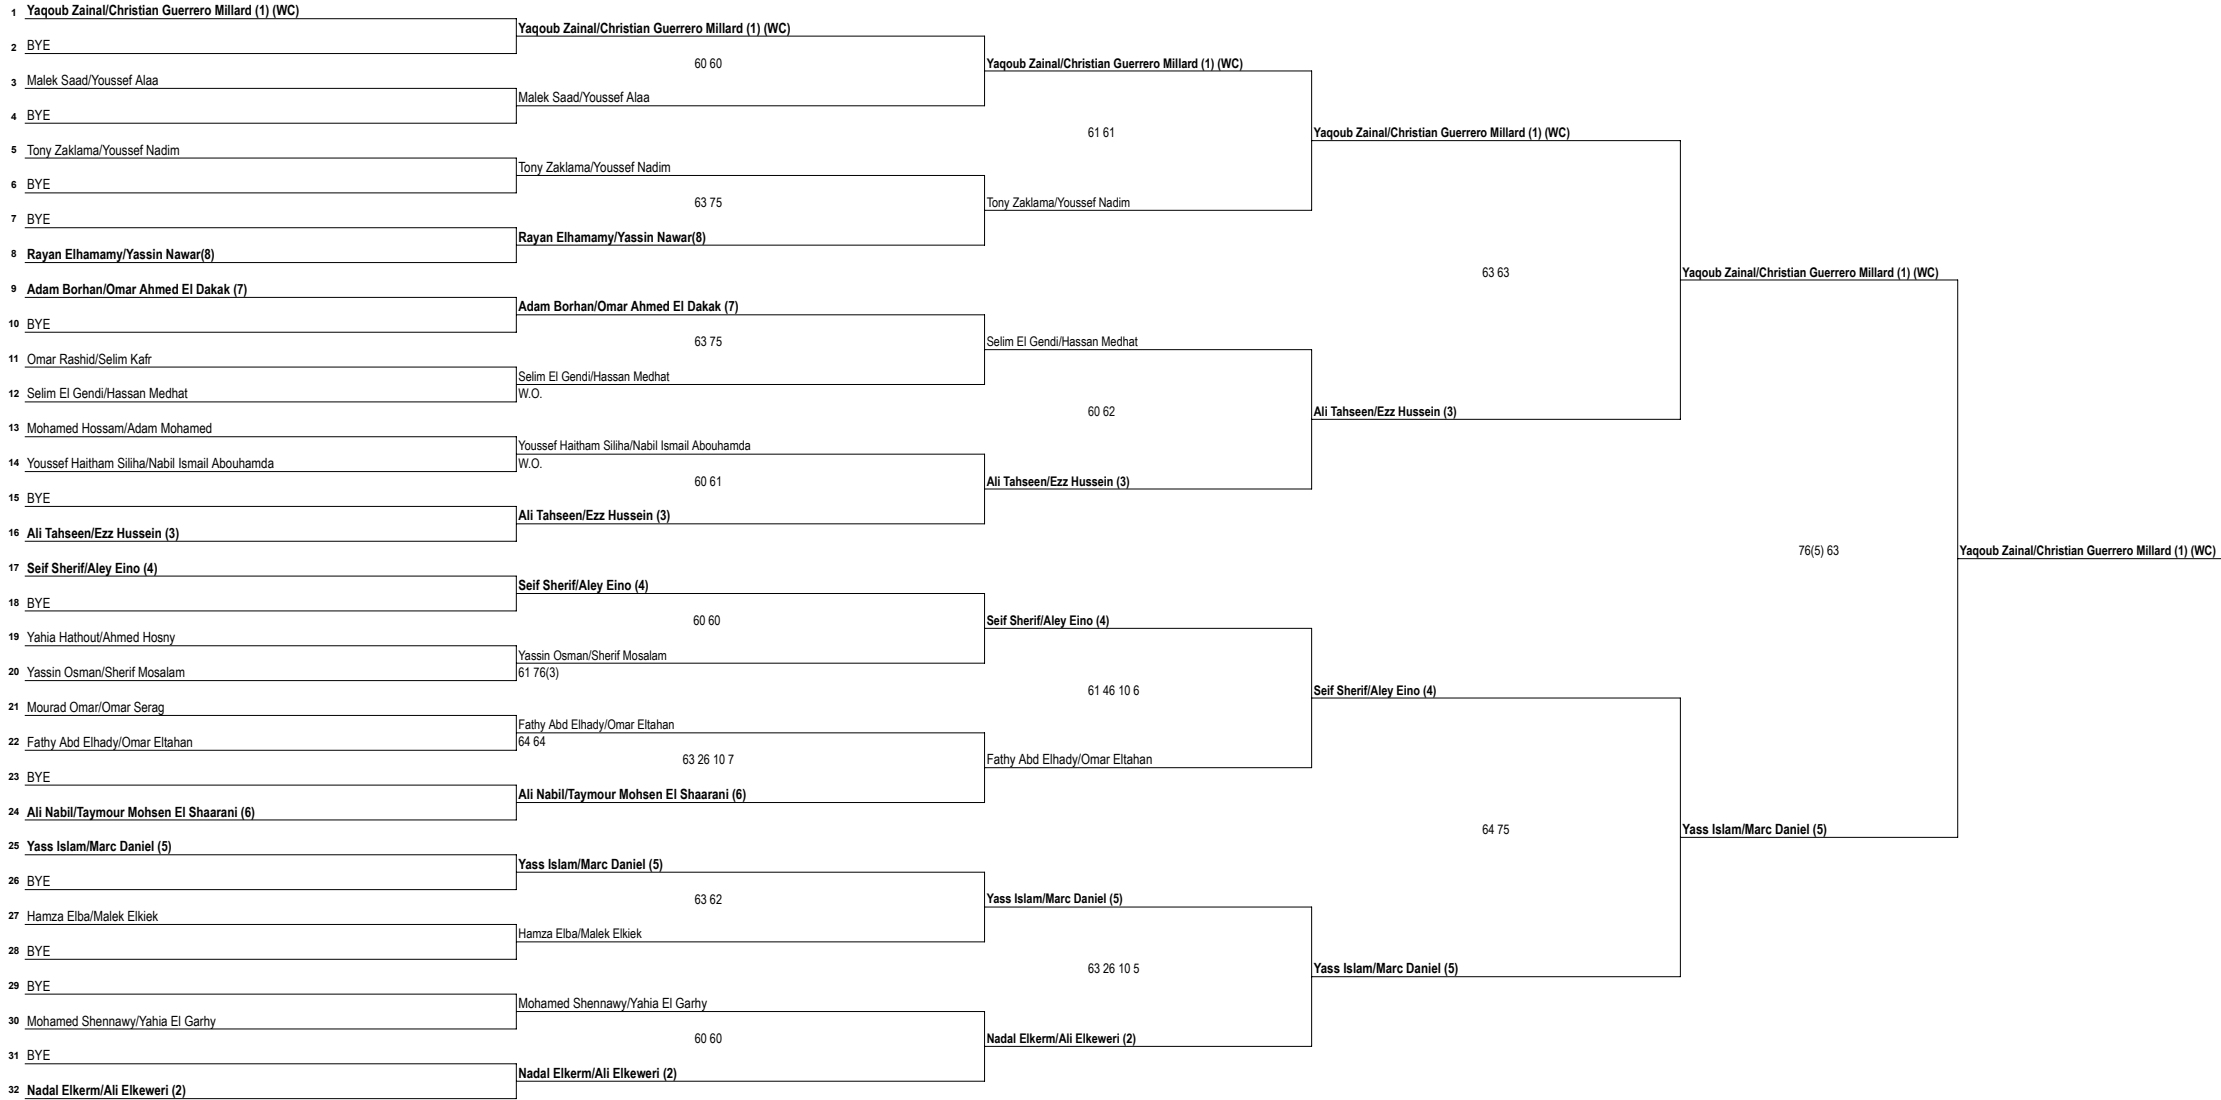 1 Yaqoub Zainal/Christian Guerrero Millard (1) (WC)
2 BYE
3 Malek Saad/Youssef Alaa
4 BYE
5 Tony Zaklama/Youssef Nadim
6 BYE
7 BYE
8 Rayan Elhamamy/Yassin Nawar(8)
9 Adam Borhan/Omar Ahmed El Dakak (7)
10 BYE
11 Omar Rashid/Selim Kafr
12 Selim El Gendi/Hassan Medhat
13 Mohamed Hossam/Adam Mohamed
14 Youssef Haitham Siliha/Nabil Ismail Abouhamda
15 BYE
16 Ali Tahseen/Ezz Hussein (3)
17 Seif Sherif/Aley Eino (4)
18 BYE
19 Yahia Hathout/Ahmed Hosny
20 Yassin Osman/Sherif Mosalam
21 Mourad Omar/Omar Serag
22 Fathy Abd Elhady/Omar Eltahan
23 BYE
24 Ali Nabil/Taymour Mohsen El Shaarani (6)
25 Yass Islam/Marc Daniel (5)
26 BYE
27 Hamza Elba/Malek Elkiek
28 BYE
29 BYE
30 Mohamed Shennawy/Yahia El Garhy
31 BYE
32 Nadal Elkerm/Ali Elkeweri (2)
Yaqoub Zainal/Christian Guerrero Millard (1) (WC)
60 60
Malek Saad/Youssef Alaa
Tony Zaklama/Youssef Nadim
63 75
Rayan Elhamamy/Yassin Nawar(8)
Adam Borhan/Omar Ahmed El Dakak (7)
63 75
Selim El Gendi/Hassan Medhat
W.O.
Youssef Haitham Siliha/Nabil Ismail Abouhamda
W.O.
60 61
Ali Tahseen/Ezz Hussein (3)
Seif Sherif/Aley Eino (4)
60 60
Yassin Osman/Sherif Mosalam
61 76(3)
Fathy Abd Elhady/Omar Eltahan
64 64
63 26 10 7
Ali Nabil/Taymour Mohsen El Shaarani (6)
Yass Islam/Marc Daniel (5)
63 62
Hamza Elba/Malek Elkiek
Mohamed Shennawy/Yahia El Garhy
60 60
Nadal Elkerm/Ali Elkeweri (2)
Yaqoub Zainal/Christian Guerrero Millard (1) (WC)
61 61
Tony Zaklama/Youssef Nadim
Selim El Gendi/Hassan Medhat
60 62
Ali Tahseen/Ezz Hussein (3)
Seif Sherif/Aley Eino (4)
61 46 10 6
Fathy Abd Elhady/Omar Eltahan
Yass Islam/Marc Daniel (5)
63 26 10 5
Nadal Elkerm/Ali Elkeweri (2)
Yaqoub Zainal/Christian Guerrero Millard (1) (WC)
63 63
Ali Tahseen/Ezz Hussein (3)
Seif Sherif/Aley Eino (4)
64 75
Yass Islam/Marc Daniel (5)
Yaqoub Zainal/Christian Guerrero Millard (1) (WC)
76(5) 63
Yass Islam/Marc Daniel (5)
Yaqoub Zainal/Christian Guerrero Millard (1) (WC)